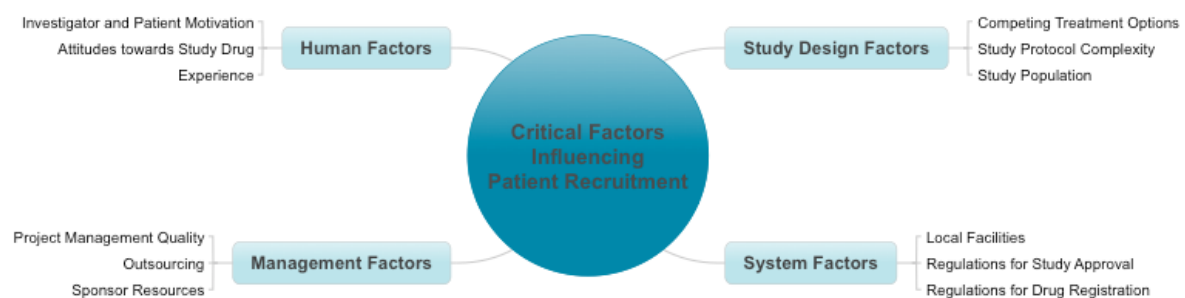 Investigator and Patient Motivation
Attitudes towards Study Drug
Experience
Human Factors
Study Design Factors
Competing Treatment Options
Study Protocol Complexity
Study Population
Critical Factors
Influencing
Patient Recruitment
Project Management Quality
Outsourcing
Sponsor Resources
Management Factors
System Factors
Local Facilities
Regulations for Study Approval
Regulations for Drug Registration